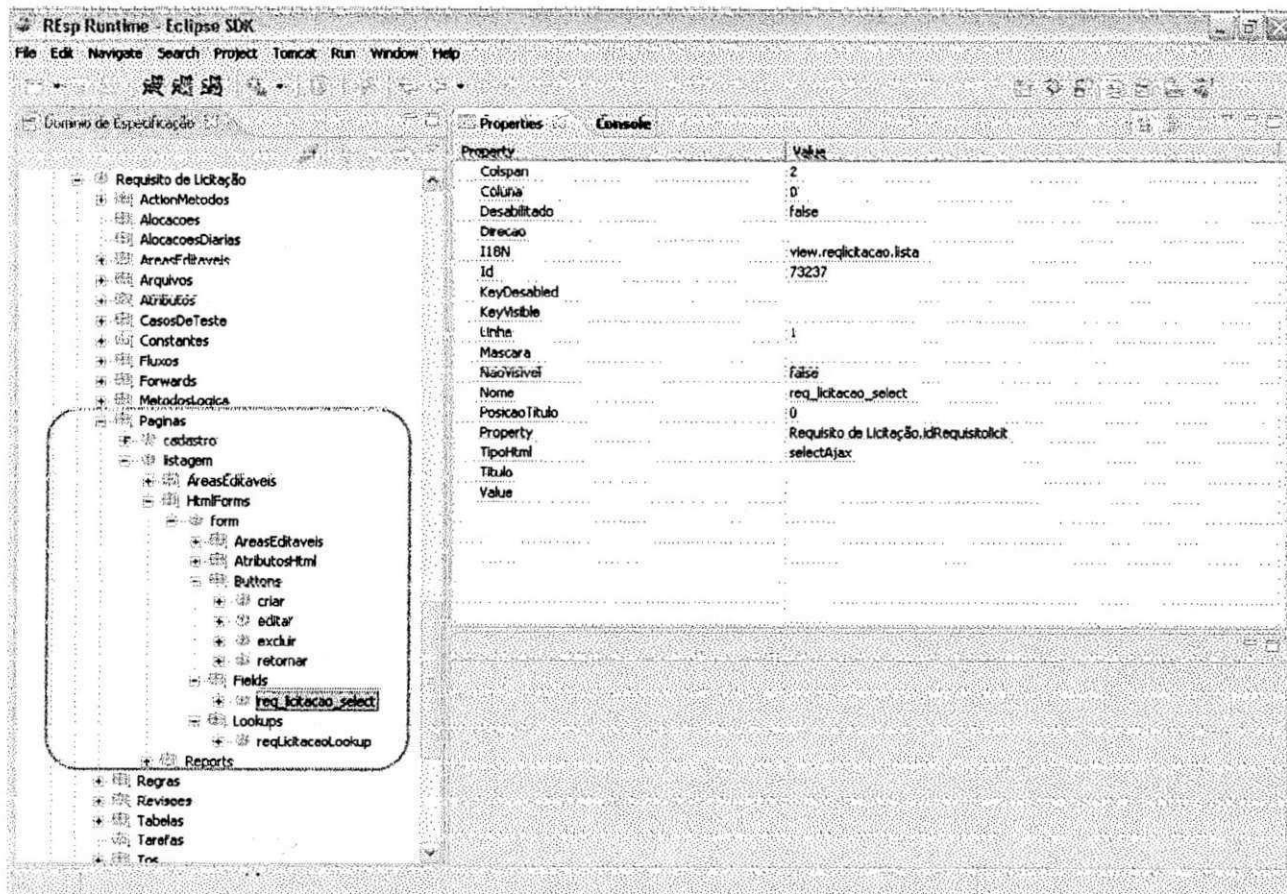 REsp Runtime - Eclipse SDK
File Edit Navigate Search Project Tomcat Run Window Help
Dominio de Especificação
Requisito de Licitação
ActionMetodos
Alocacoes
AlocacoesDiarias
AreasEditaveis
Arquivos
Atributos
CasosDeTeste
Constantes
Fluxos
Forwards
MetodosLogica
Paginas
cadastro
listagem
AreasEditaveis
HtmlForms
form
AreasEditaveis
AtributosHtml
Buttons
criar
editar
excluir
retornar
Fields
req_licitacao_select
Lookups
reqLicitacaoLookup
Reports
Regras
Revisoes
Tabelas
Tarefas
Tos
Properties Console
Property Value
Colspan 2
Coluna 0
Desabilitado false
Direcao
I18N view.reqlicitacao.lista
Id 73237
KeyDesabled
KeyVisible
Linha 1
Mascara
NaoVisivel false
Nome req_licitacao_select
PosicaoTitulo 0
Property Requisito de Licitação.idRequisitolicit
TipoHtml selectAjax
Titulo
Value